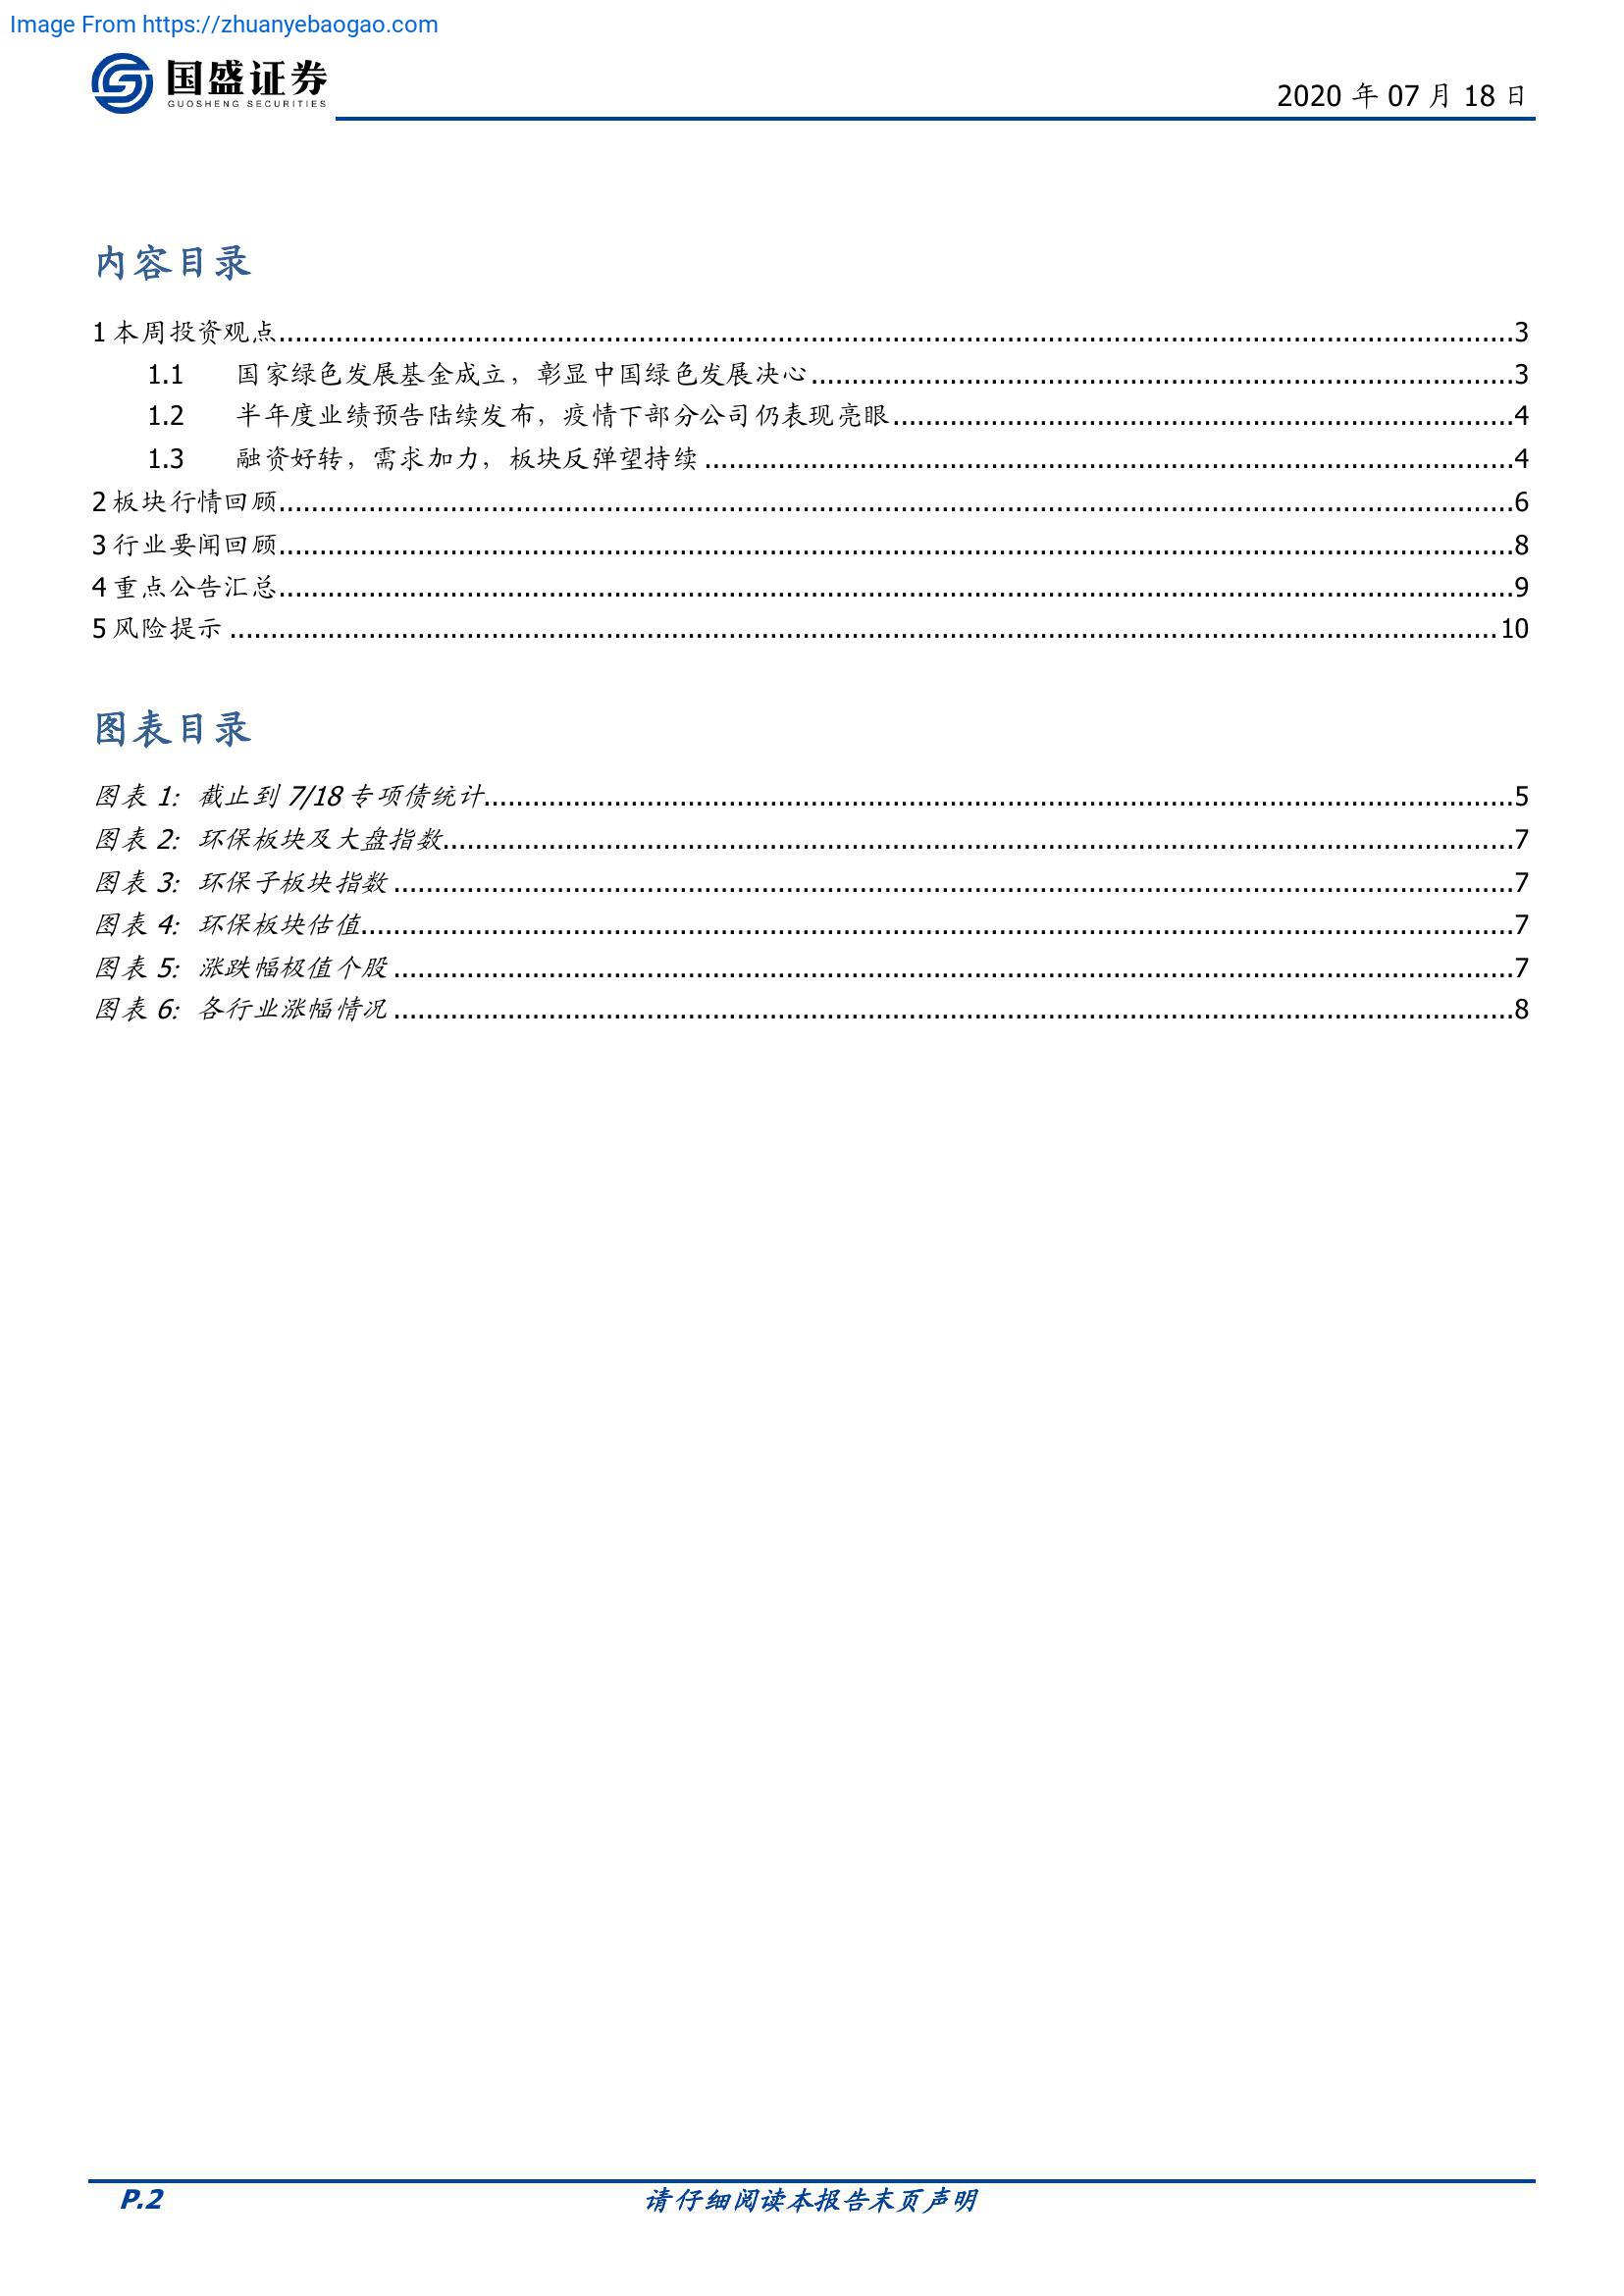 Image From https://zhuanyebaogao.com
国盛证券
GUOSHENG SECURITIES
2020 年 07 月 18 日
内容目录
1 本周投资观点..........3
1.1 国家绿色发展基金成立，彰显中国绿色发展决心..........3
1.2 半年度业绩预告陆续发布，疫情下部分公司仍表现亮眼..........4
1.3 融资好转，需求加力，板块反弹望持续..........4
2 板块行情回顾..........6
3 行业要闻回顾..........8
4 重点公告汇总..........9
5 风险提示..........10
图表目录
图表 1: 截止到 7/18 专项债统计..........5
图表 2: 环保板块及大盘指数..........7
图表 3: 环保子板块指数..........7
图表 4: 环保板块估值..........7
图表 5: 涨跌幅极值个股..........7
图表 6: 各行业涨幅情况..........8
P.2
请仔细阅读本报告末页声明